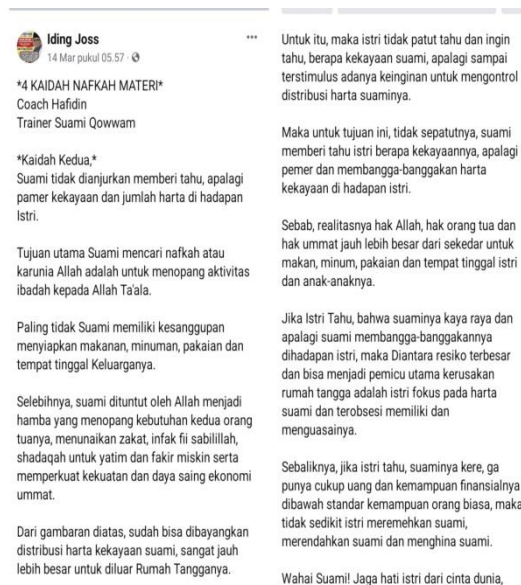 Iding Joss
14 Mar pukul 05.57 ·
*4 KAIDAH NAFKAH MATERI*
Coach Hafidin
Trainer Suami Qowwam
*Kaidah Kedua,*
Suami tidak dianjurkan memberi tahu, apalagi
pamer kekayaan dan jumlah harta di hadapan
Istri.
Tujuan utama Suami mencari nafkah atau
karunia Allah adalah untuk menopang aktivitas
ibadah kepada Allah Ta'ala.
Paling tidak Suami memiliki kesanggupan
menyiapkan makanan, minuman, pakaian dan
tempat tinggal Keluarganya.
Selebihnya, suami dituntut oleh Allah menjadi
hamba yang menopang kebutuhan kedua orang
tuanya, menunaikan zakat, infak fii sabilillah,
shadaqah untuk yatim dan fakir miskin serta
memperkuat kekuatan dan daya saing ekonomi
ummat.
Dari gambaran diatas, sudah bisa dibayangkan
distribusi harta kekayaan suami, sangat jauh
lebih besar untuk diluar Rumah Tangganya.
Untuk itu, maka istri tidak patut tahu dan ingin
tahu, berapa kekayaan suami, apalagi sampai
terstimulus adanya keinginan untuk mengontrol
distribusi harta suaminya.
Maka untuk tujuan ini, tidak sepatutnya, suami
memberi tahu istri berapa kekayaannya, apalagi
pemer dan membangga-banggakan harta
kekayaan di hadapan istri.
Sebab, realitasnya hak Allah, hak orang tua dan
hak ummat jauh lebih besar dari sekedar untuk
makan, minum, pakaian dan tempat tinggal istri
dan anak-anaknya.
Jika Istri Tahu, bahwa suaminya kaya raya dan
apalagi suami membangga-banggakannya
dihadapan istri, maka Diantara resiko terbesar
dan bisa menjadi pemicu utama kerusakan
rumah tangga adalah istri fokus pada harta
suami dan terobsesi memiliki dan
menguasainya.
Sebaliknya, jika istri tahu, suaminya kere, ga
punya cukup uang dan kemampuan finansialnya
dibawah standar kemampuan orang biasa, maka
tidak sedikit istri meremehkan suami,
merendahkan suami dan menghina suami.
Wahai Suami! Jaga hati istri dari cinta dunia,